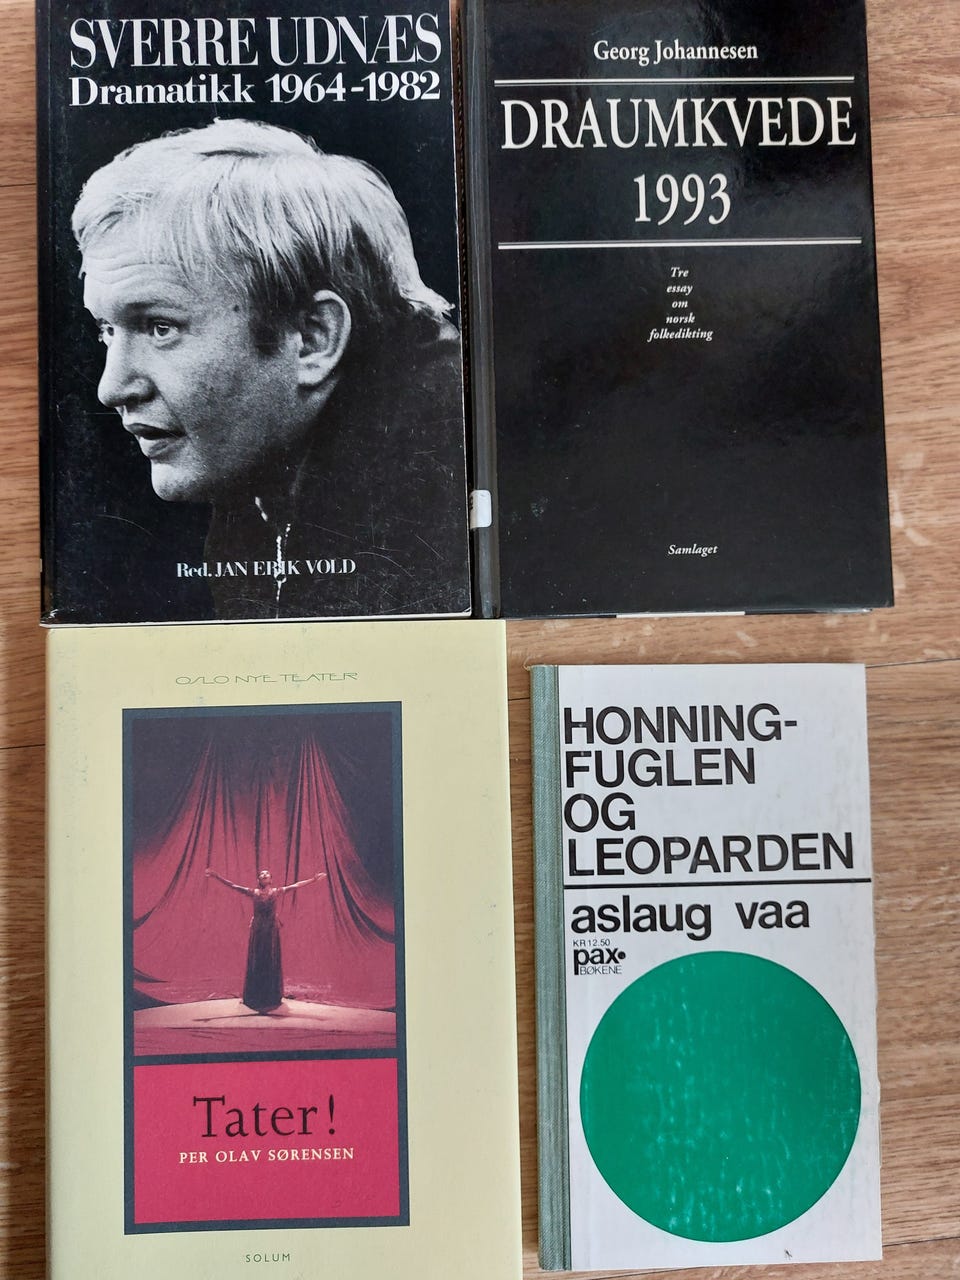 SVERRE UDNÆS
Dramatikk 1964-1982
Red. JAN ERIK VOLD
Georg Johannesen
DRAUMKVEDE
1993
Tre
essay
om
norsk
folkedikting
Samlaget
OSLO NYE TEATER
Tater!
PER OLAV SØRENSEN
SOLUM
HONNING-
FUGLEN
OG
LEOPARDEN
aslaug vaa
KR 12.50
pax•
BØKENE